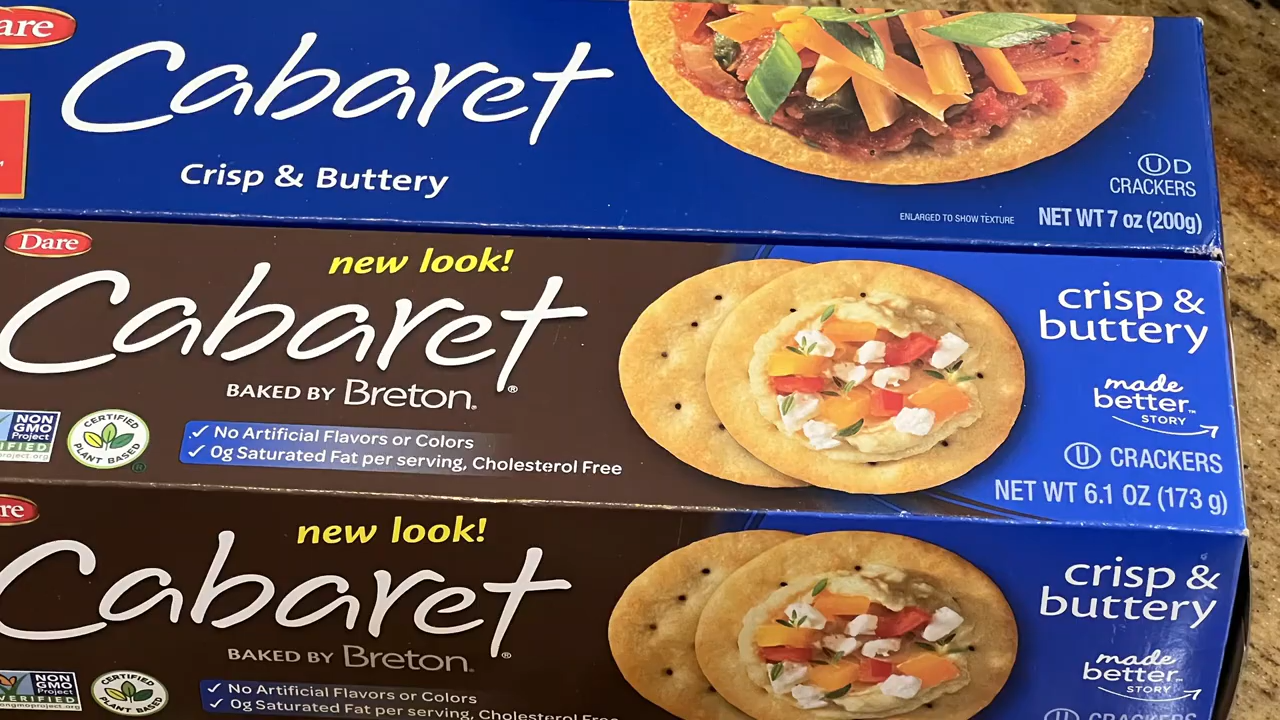 Dare
Cabaret
Crisp & Buttery
U D
CRACKERS
ENLARGED TO SHOW TEXTURE
NET WT 7 oz (200g)
Dare
new look!
Cabaret®
BAKED BY Breton®
NON
GMO
Project
VERIFIED
CERTIFIED
PLANT BASED
✓ No Artificial Flavors or Colors
✓ 0g Saturated Fat per serving, Cholesterol Free
crisp &
buttery
made
better™
STORY
U CRACKERS
NET WT 6.1 OZ (173 g)
Dare
new look!
Cabaret®
BAKED BY Breton®
NON
GMO
Project
VERIFIED
CERTIFIED
PLANT BASED
✓ No Artificial Flavors or Colors
✓ 0g Saturated Fat per serving, Cholesterol Free
crisp &
buttery
made
better™
STORY
U CRACKERS